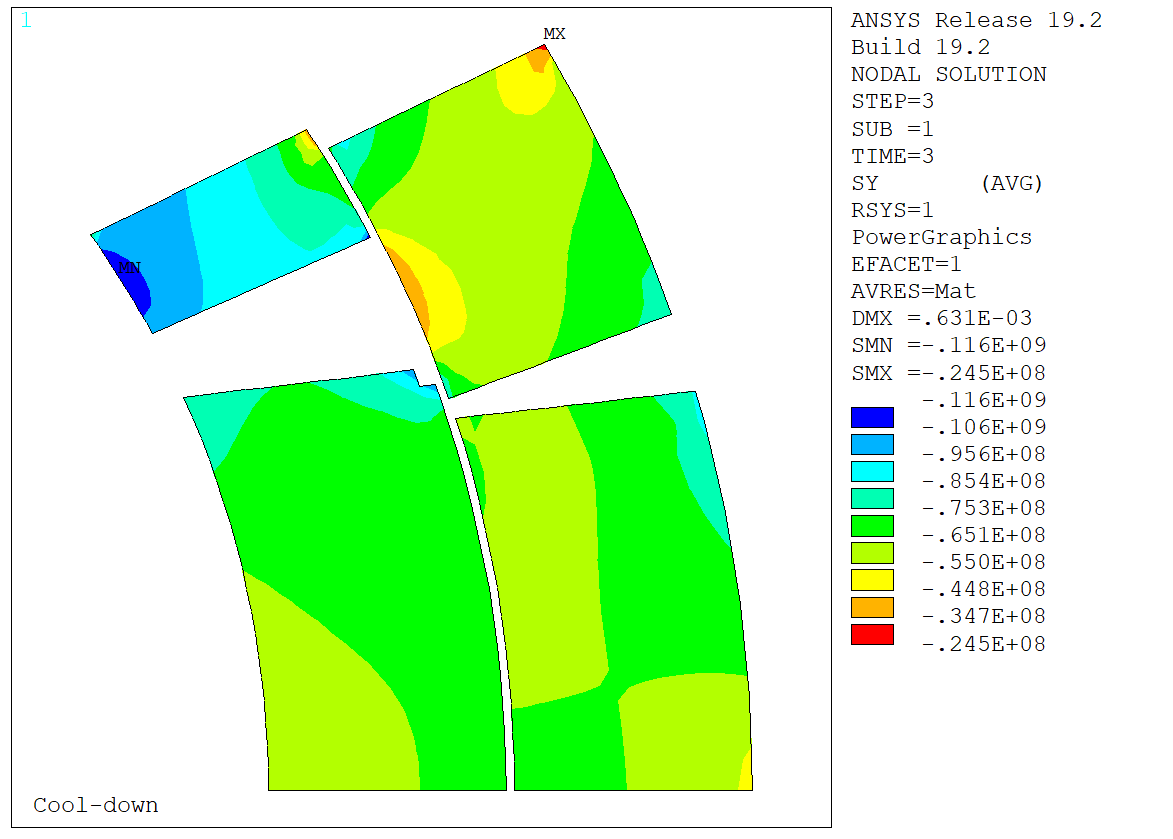 1
MX
MN
Cool-down
ANSYS Release 19.2
Build 19.2
NODAL SOLUTION
STEP=3
SUB =1
TIME=3
SY (AVG)
RSYS=1
PowerGraphics
EFACET=1
AVRES=Mat
DMX =.631E-03
SMN =-.116E+09
SMX =-.245E+08
-.116E+09
-.106E+09
-.956E+08
-.854E+08
-.753E+08
-.651E+08
-.550E+08
-.448E+08
-.347E+08
-.245E+08